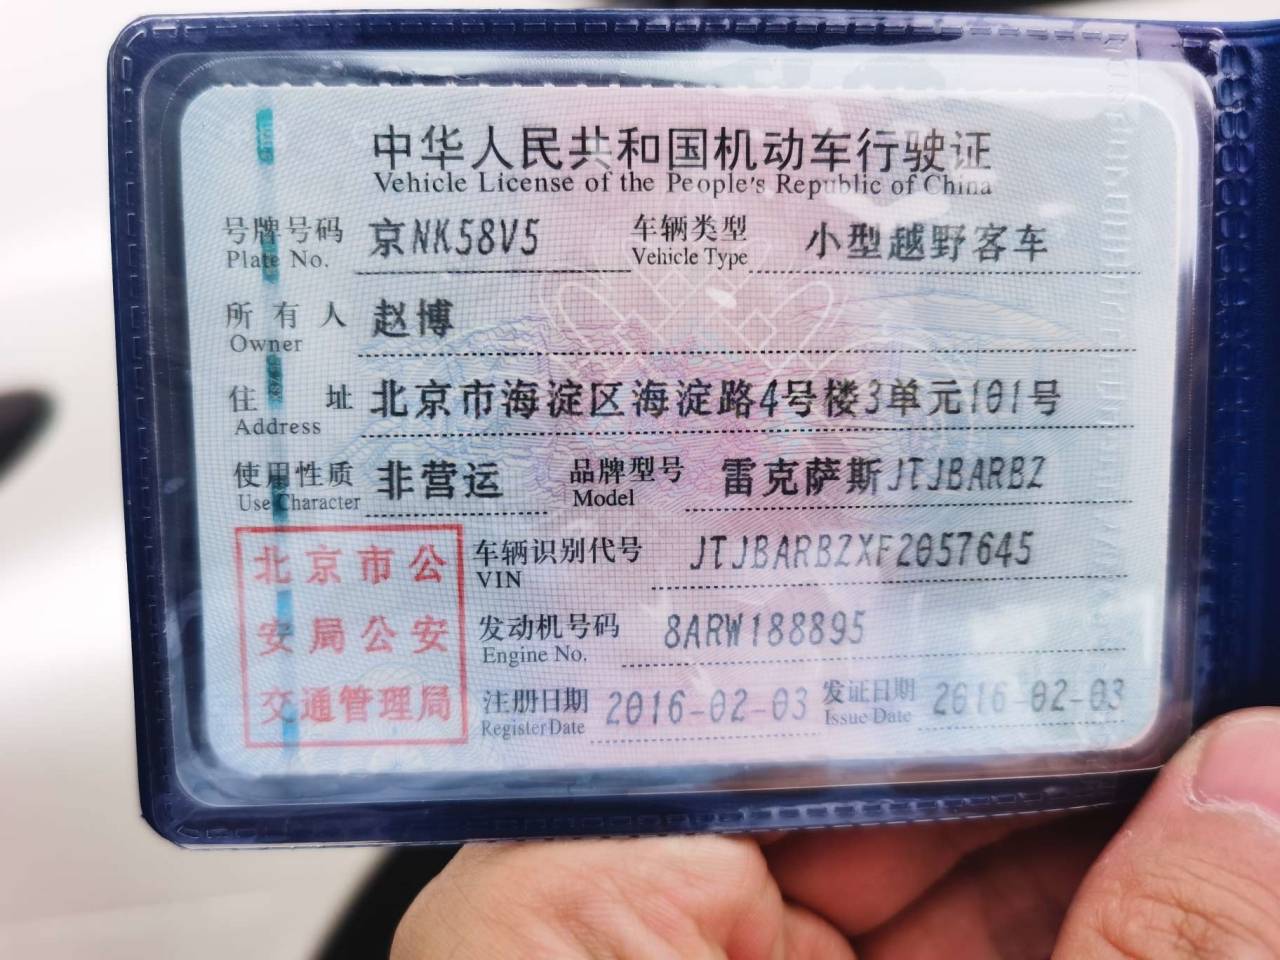 中华人民共和国机动车行驶证
Vehicle License of the People's Republic of China
号牌号码 京NK58V5 车辆类型 小型越野客车
Plate No. Vehicle Type
所有人 赵博
Owner
住址 北京市海淀区海淀路4号楼3单元101号
Address
使用性质 非营运 品牌型号 雷克萨斯JTJBARBZ
Use Character Model
北京市公
安局公安
交通管理局
车辆识别代号 JTJBARBZXF2057645
VIN
发动机号码 8ARW188895
Engine No.
注册日期 2016-02-03 发证日期 2016-02-03
Register Date Issue Date